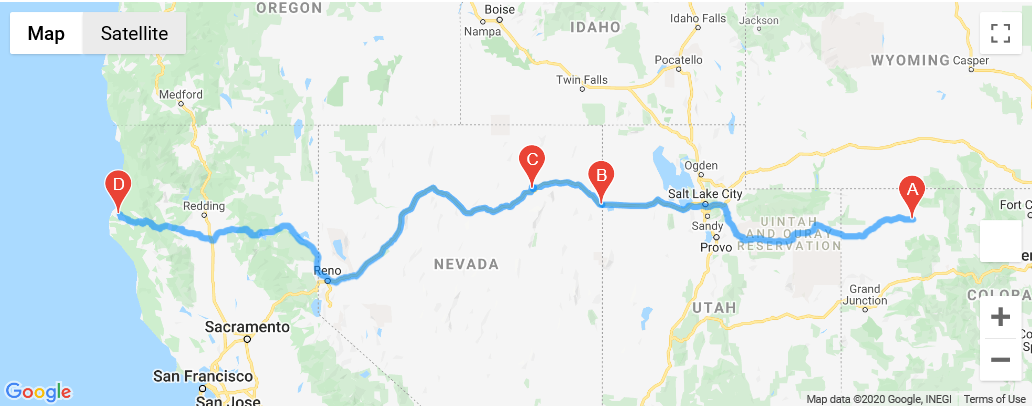 Map
Satellite
OREGON
Boise
Nampa
IDAHO
Idaho Falls
Jackson
Pocatello
WYOMING
Casper
Twin Falls
Medford
C
B
Ogden
D
A
Redding
Salt Lake City
Sandy
Provo
UINTAH
AND OURAY
RESERVATION
Fort C
Reno
NEVADA
Grand
Junction
COLORA
UTAH
Sacramento
San Francisco
San Jose
+
−
Google
Map data ©2020 Google, INEGI
Terms of Use